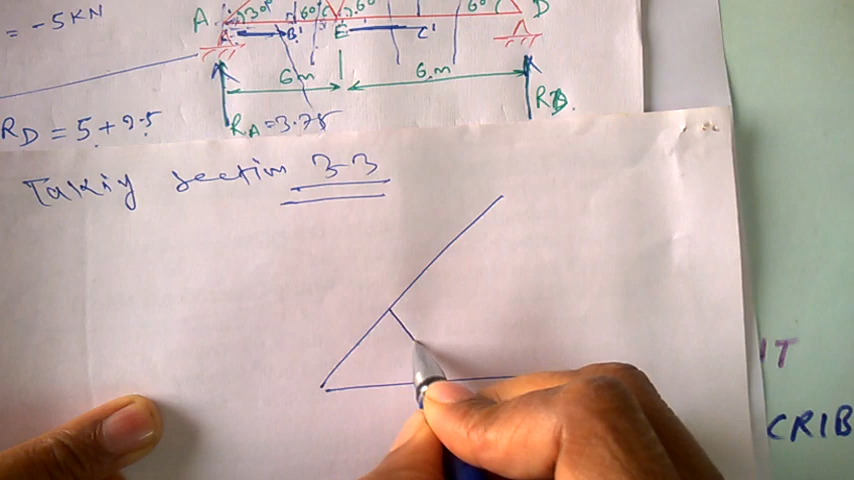 = -5KN
A 30° 60° 60° 60° D
B' E C'
6m 6m
RD = 5+2.5
RA=3.75
RD.
Taking section 3-3
IT
CRIB